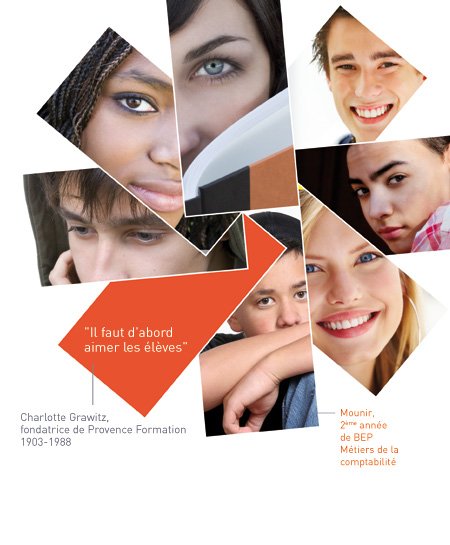 "Il faut d'abord
aimer les élèves"
Charlotte Grawitz,
fondatrice de Provence Formation
1903-1988
Mounir,
2ème année
de BEP
Métiers de la
comptabilité